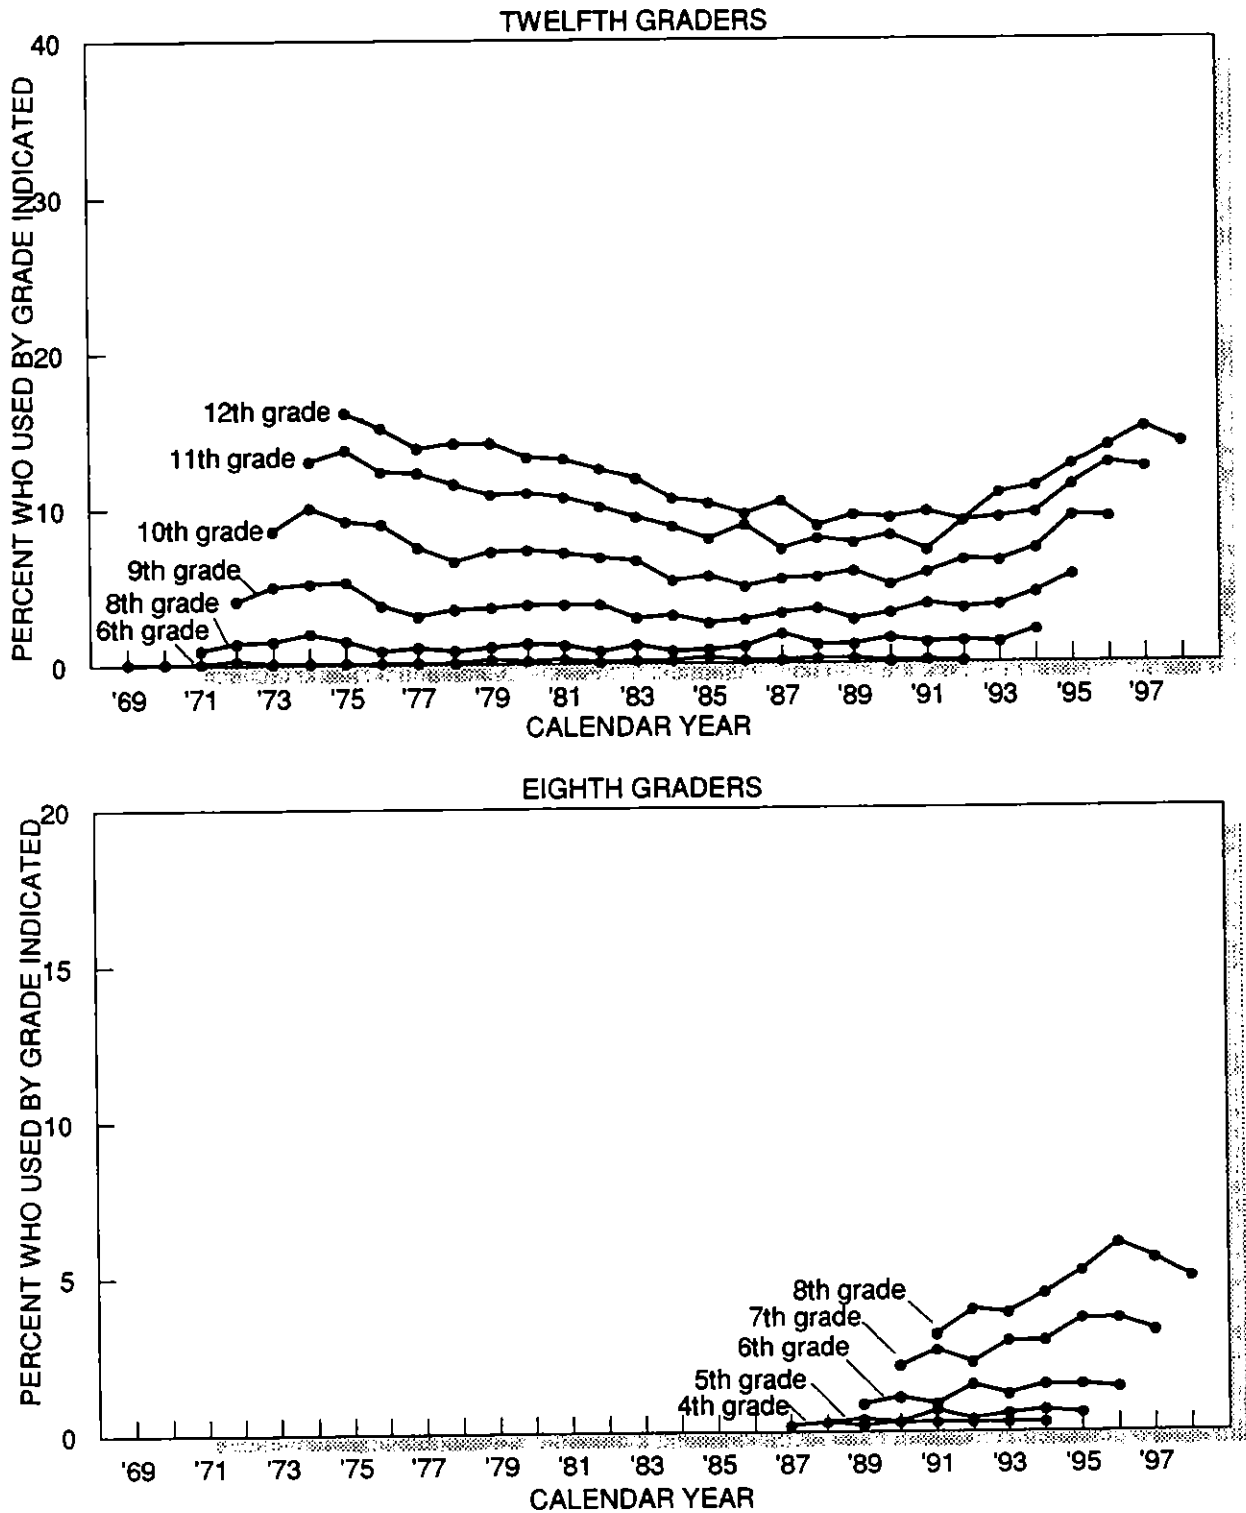 TWELFTH GRADERS
PERCENT WHO USED BY GRADE INDICATED
40
30
20
10
0
12th grade
11th grade
10th grade
9th grade
8th grade
6th grade
'69 '71 '73 '75 '77 '79 '81 '83 '85 '87 '89 '91 '93 '95 '97
CALENDAR YEAR
EIGHTH GRADERS
PERCENT WHO USED BY GRADE INDICATED
20
15
10
5
0
8th grade
7th grade
6th grade
5th grade
4th grade
'69 '71 '73 '75 '77 '79 '81 '83 '85 '87 '89 '91 '93 '95 '97
CALENDAR YEAR